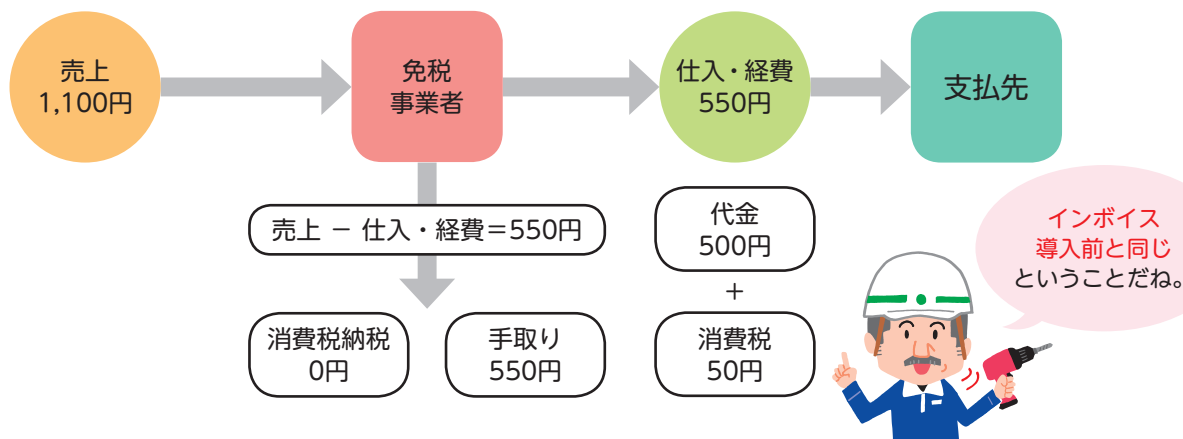 売上
1,100円
免税
事業者
仕入・経費
550円
支払先
売上 − 仕入・経費=550円
代金
500円
+
消費税
50円
消費税納税
0円
手取り
550円
インボイス
導入前と同じ
ということだね。